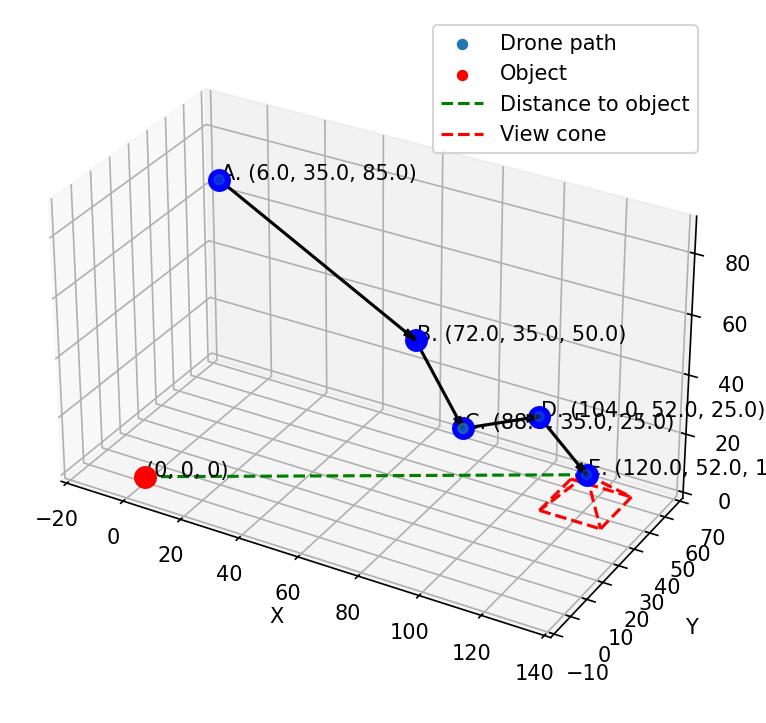 Drone path
Object
Distance to object
View cone
A. (6.0, 35.0, 85.0)
B. (72.0, 35.0, 50.0)
C. (88.0, 35.0, 25.0)
D. (104.0, 52.0, 25.0)
E. (120.0, 52.0, 1
(0, 0, 0)
80
60
40
20
0
−20
0
20
40
60
80
100
120
140
X
70
60
50
40
30
20
10
0
−10
Y